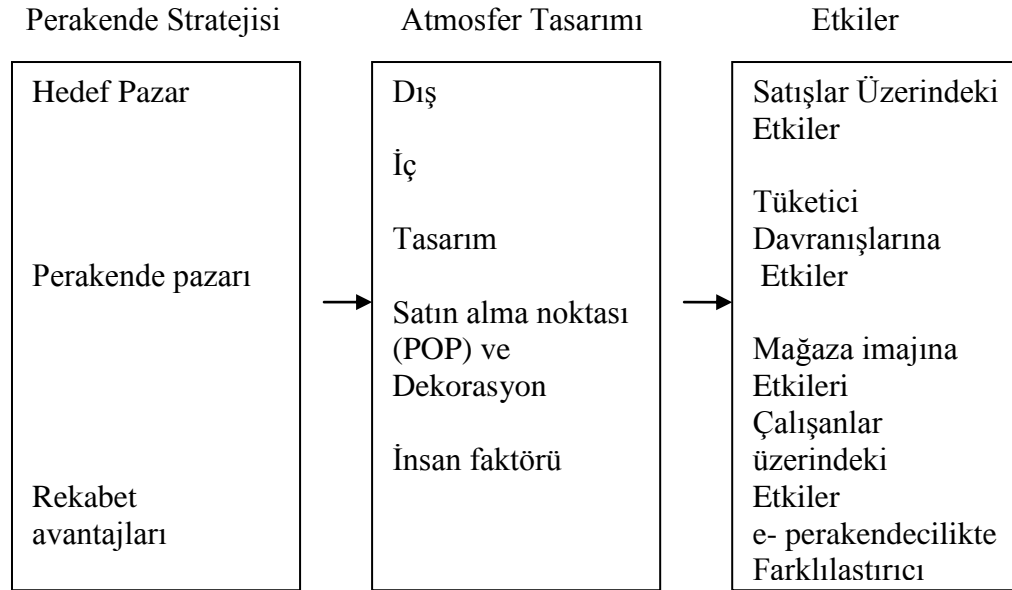 Perakende Stratejisi
Hedef Pazar
Perakende pazarı
Rekabet
avantajları
Atmosfer Tasarımı
Dış
İç
Tasarım
Satın alma noktası
(POP) ve
Dekorasyon
İnsan faktörü
Etkiler
Satışlar Üzerindeki
Etkiler
Tüketici
Davranışlarına
Etkiler
Mağaza imajına
Etkileri
Çalışanlar
üzerindeki
Etkiler
e- perakendecilikte
Farklılastırıcı